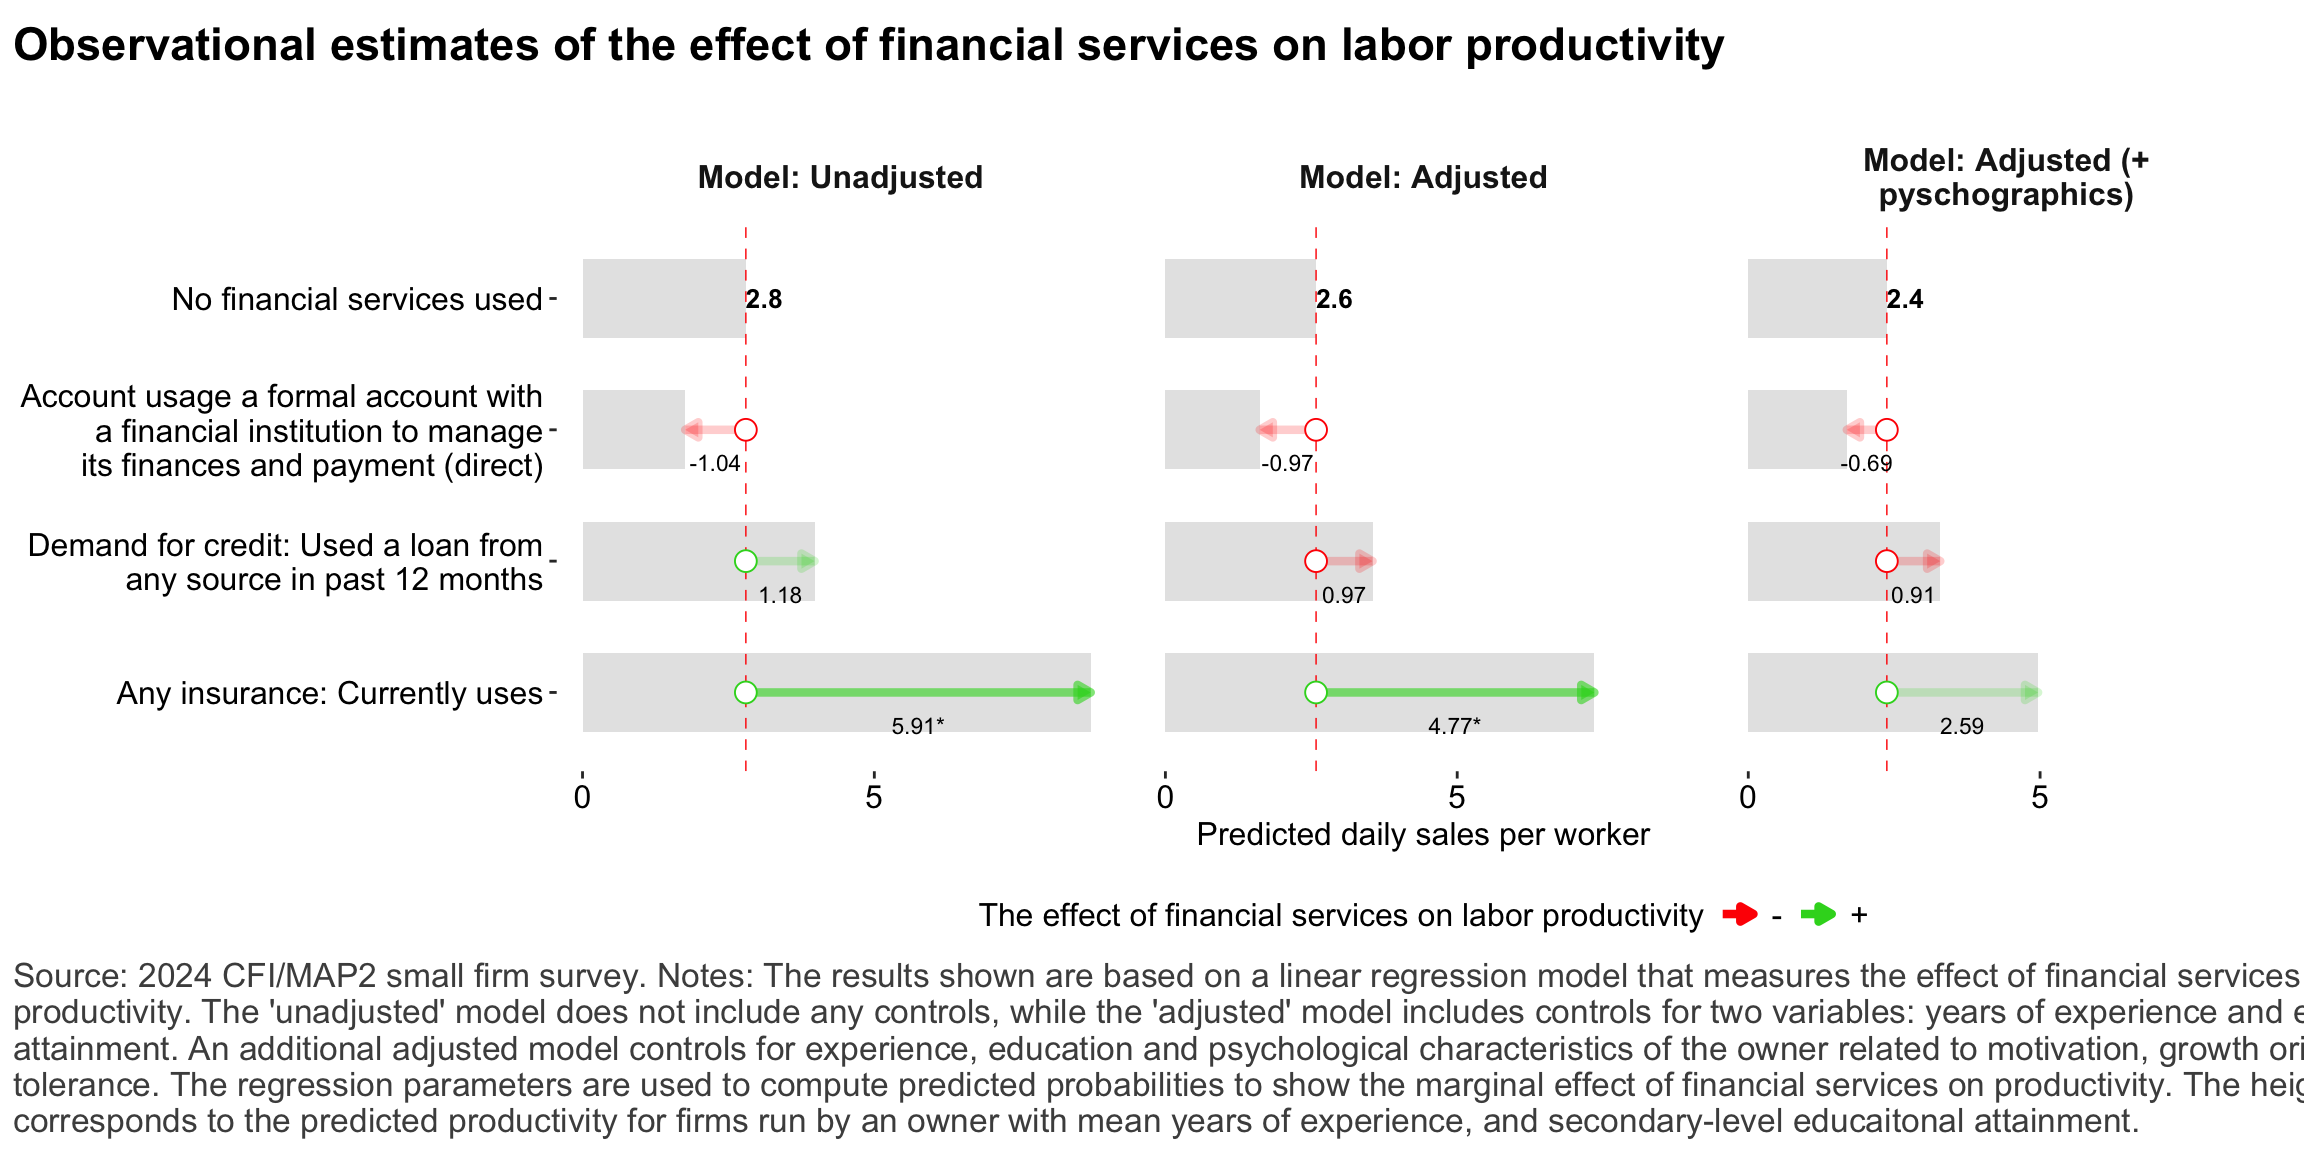 Observational estimates of the effect of financial services on labor productivity
Model: Unadjusted
Model: Adjusted
Model: Adjusted (+
pyschographics)
No financial services used
2.8
2.6
2.4
Account usage a formal account with
a financial institution to manage
its finances and payment (direct)
-1.04
-0.97
-0.69
Demand for credit: Used a loan from
any source in past 12 months
1.18
0.97
0.91
Any insurance: Currently uses
5.91*
4.77*
2.59
0
5
0
5
0
5
Predicted daily sales per worker
The effect of financial services on labor productivity - +
Source: 2024 CFI/MAP2 small firm survey. Notes: The results shown are based on a linear regression model that measures the effect of financial services
productivity. The 'unadjusted' model does not include any controls, while the 'adjusted' model includes controls for two variables: years of experience and
attainment. An additional adjusted model controls for experience, education and psychological characteristics of the owner related to motivation, growth
tolerance. The regression parameters are used to compute predicted probabilities to show the marginal effect of financial services on productivity. The
corresponds to the predicted productivity for firms run by an owner with mean years of experience, and secondary-level educaitonal attainment.